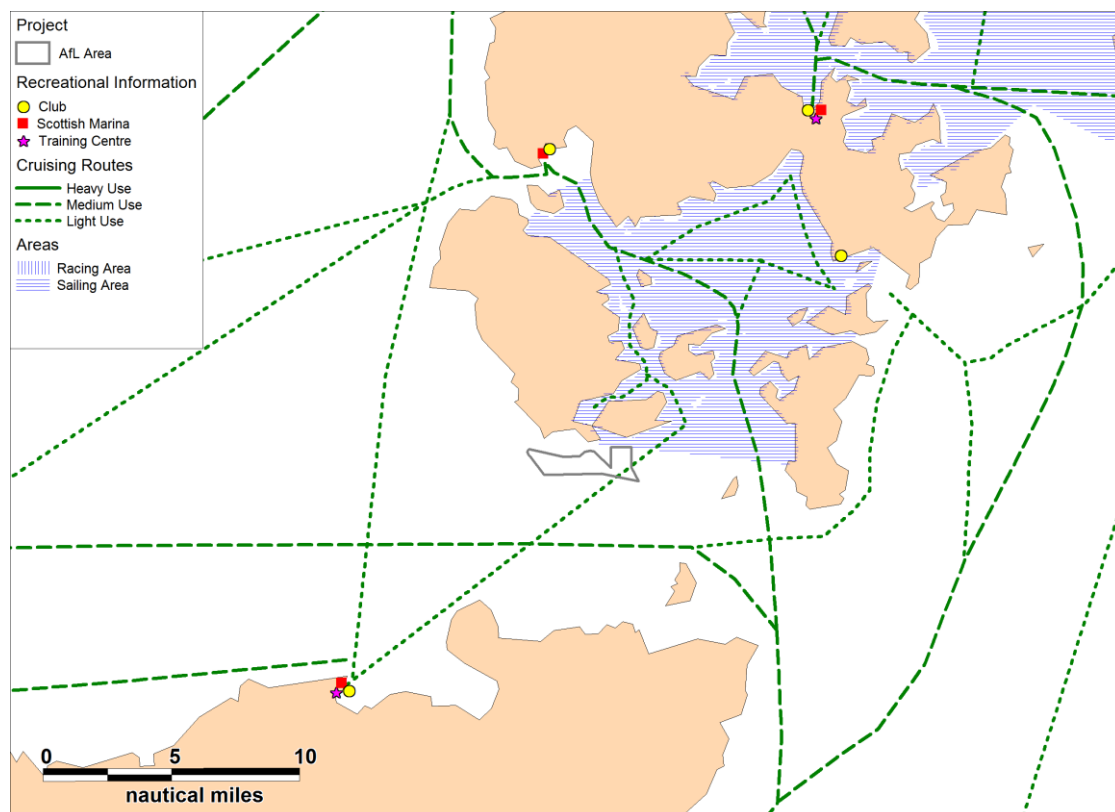 Project
AfL Area
Recreational Information
Club
Scottish Marina
Training Centre
Cruising Routes
Heavy Use
Medium Use
Light Use
Areas
Racing Area
Sailing Area
0 5 10
nautical miles